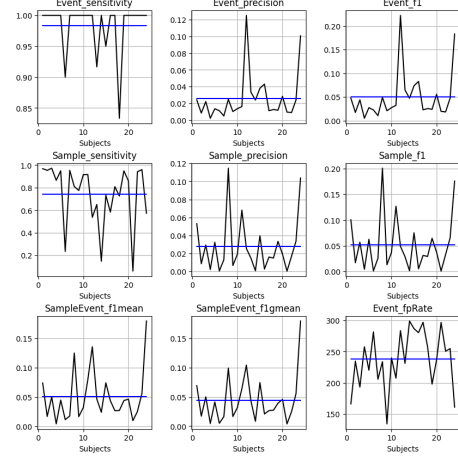 Event_sensitivity Event_precision Event_f1
1.00
0.95
0.90
0.85
0 10 20
Subjects
0.12
0.10
0.08
0.06
0.04
0.02
0.00
0 10 20
Subjects
0.20
0.15
0.10
0.05
0.00
0 10 20
Subjects
Sample_sensitivity Sample_precision Sample_f1
1.0
0.8
0.6
0.4
0.2
0 10 20
Subjects
0.12
0.10
0.08
0.06
0.04
0.02
0.00
0 10 20
Subjects
0.20
0.15
0.10
0.05
0.00
0 10 20
Subjects
SampleEvent_f1mean SampleEvent_f1gmean Event_fpRate
0.15
0.10
0.05
0.00
0 10 20
Subjects
0.15
0.10
0.05
0.00
0 10 20
Subjects
300
250
200
150
0 10 20
Subjects